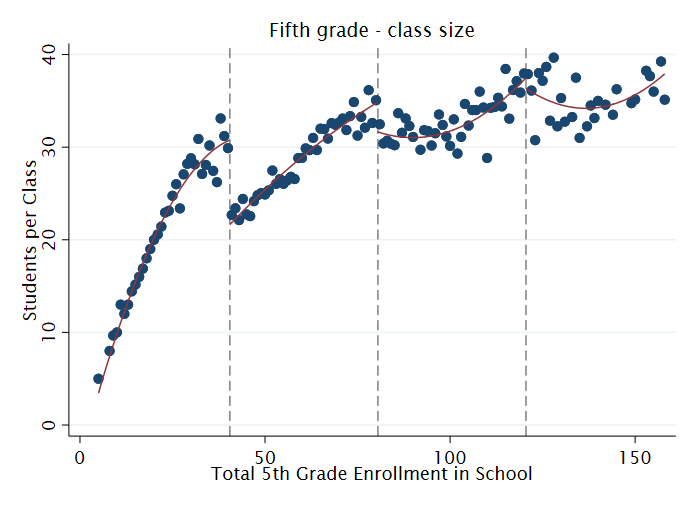 Fifth grade - class size
Students per Class
40
30
20
10
0
0 50 100 150
Total 5th Grade Enrollment in School